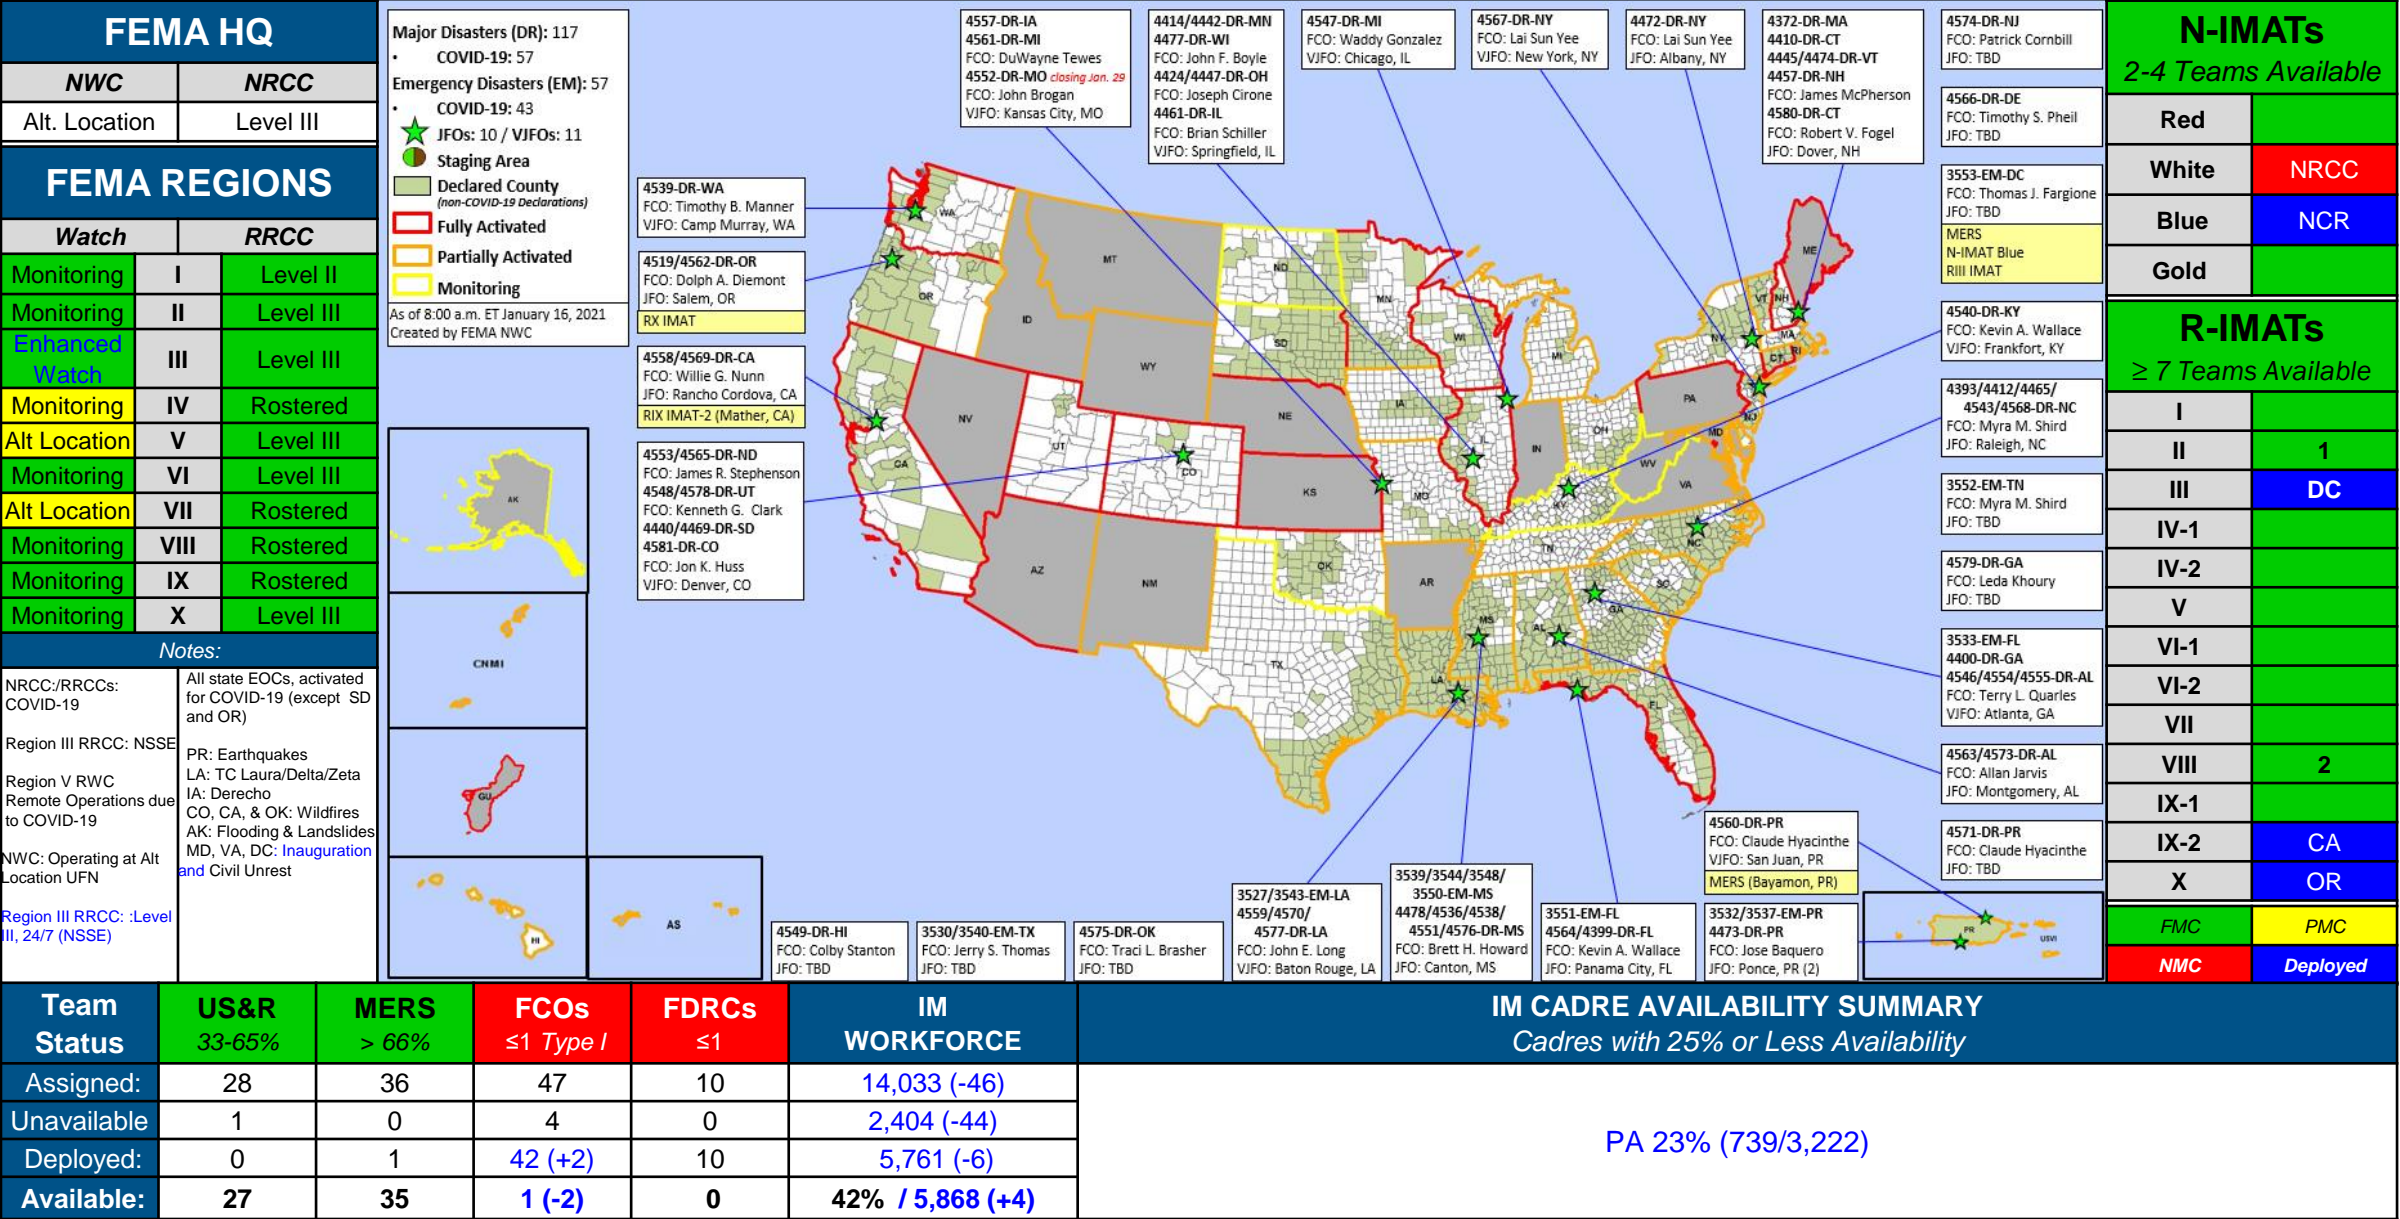 FEMA HQ
NWC NRCC
Alt. Location Level III
FEMA REGIONS
Watch RRCC
Monitoring I Level II
Monitoring II Level III
Enhanced Watch III Level III
Monitoring IV Rostered
Alt Location V Level III
Monitoring VI Level III
Alt Location VII Rostered
Monitoring VIII Rostered
Monitoring IX Rostered
Monitoring X Level III
Notes:
NRCC:/RRCCs:
COVID-19
Region III RRCC: NSSE
Region V RWC
Remote Operations due
to COVID-19
NWC: Operating at Alt
Location UFN
Region III RRCC: :Level
III, 24/7 (NSSE)
All state EOCs, activated
for COVID-19 (except SD
and OR)
PR: Earthquakes
LA: TC Laura/Delta/Zeta
IA: Derecho
CO, CA, & OK: Wildfires
AK: Flooding & Landslides
MD, VA, DC: Inauguration
and Civil Unrest
Major Disasters (DR): 117
• COVID-19: 57
Emergency Disasters (EM): 57
• COVID-19: 43
JFOs: 10 / VJFOs: 11
Staging Area
Declared County
(non-COVID-19 Declarations)
Fully Activated
Partially Activated
Monitoring
As of 8:00 a.m. ET January 16, 2021
Created by FEMA NWC
4557-DR-IA
4561-DR-MI
FCO: DuWayne Tewes
4552-DR-MO closing Jan. 29
FCO: John Brogan
VJFO: Kansas City, MO
4414/4442-DR-MN
4477-DR-WI
FCO: John F. Boyle
4424/4447-DR-OH
FCO: Joseph Cirone
4461-DR-IL
FCO: Brian Schiller
VJFO: Springfield, IL
4547-DR-MI
FCO: Waddy Gonzalez
VJFO: Chicago, IL
4567-DR-NY
FCO: Lai Sun Yee
VJFO: New York, NY
4472-DR-NY
FCO: Lai Sun Yee
JFO: Albany, NY
4372-DR-MA
4410-DR-CT
4445/4474-DR-VT
4457-DR-NH
FCO: James McPherson
4580-DR-CT
FCO: Robert V. Fogel
JFO: Dover, NH
4574-DR-NJ
FCO: Patrick Cornbill
JFO: TBD
4566-DR-DE
FCO: Timothy S. Pheil
JFO: TBD
3553-EM-DC
FCO: Thomas J. Fargione
JFO: TBD
MERS
N-IMAT Blue
RIII IMAT
4540-DR-KY
FCO: Kevin A. Wallace
VJFO: Frankfort, KY
4393/4412/4465/
4543/4568-DR-NC
FCO: Myra M. Shird
JFO: Raleigh, NC
3552-EM-TN
FCO: Myra M. Shird
JFO: TBD
4579-DR-GA
FCO: Leda Khoury
JFO: TBD
3533-EM-FL
4400-DR-GA
4546/4554/4555-DR-AL
FCO: Terry L. Quarles
VJFO: Atlanta, GA
4563/4573-DR-AL
FCO: Allan Jarvis
JFO: Montgomery, AL
4571-DR-PR
FCO: Claude Hyacinthe
JFO: TBD
4539-DR-WA
FCO: Timothy B. Manner
VJFO: Camp Murray, WA
4519/4562-DR-OR
FCO: Dolph A. Diemont
JFO: Salem, OR
RX IMAT
4558/4569-DR-CA
FCO: Willie G. Nunn
JFO: Rancho Cordova, CA
RIX IMAT-2 (Mather, CA)
4553/4565-DR-ND
FCO: James R. Stephenson
4548/4578-DR-UT
FCO: Kenneth G. Clark
4440/4469-DR-SD
4581-DR-CO
FCO: Jon K. Huss
VJFO: Denver, CO
WA
OR
CA
NV
ID
MT
WY
UT
CO
AZ
NM
ND
SD
NE
KS
OK
TX
MN
IA
MO
AR
LA
WI
IL
MI
IN
OH
KY
TN
MS
AL
GA
FL
SC
NC
VA
WV
MD
PA
NJ
NY
CT
RI
MA
VT
NH
ME
AK
CNMI
GU
HI
AS
PR
USVI
4549-DR-HI
FCO: Colby Stanton
JFO: TBD
3530/3540-EM-TX
FCO: Jerry S. Thomas
JFO: TBD
4575-DR-OK
FCO: Traci L. Brasher
JFO: TBD
3527/3543-EM-LA
4559/4570/
4577-DR-LA
FCO: John E. Long
VJFO: Baton Rouge, LA
3539/3544/3548/
3550-EM-MS
4478/4536/4538/
4551/4576-DR-MS
FCO: Brett H. Howard
JFO: Canton, MS
3551-EM-FL
4564/4399-DR-FL
FCO: Kevin A. Wallace
JFO: Panama City, FL
4560-DR-PR
FCO: Claude Hyacinthe
VJFO: San Juan, PR
MERS (Bayamon, PR)
3532/3537-EM-PR
4473-DR-PR
FCO: Jose Baquero
JFO: Ponce, PR (2)
N-IMATs
2-4 Teams Available
Red
White NRCC
Blue NCR
Gold
R-IMATs
≥ 7 Teams Available
I
II 1
III DC
IV-1
IV-2
V
VI-1
VI-2
VII
VIII 2
IX-1
IX-2 CA
X OR
FMC PMC
NMC Deployed
Team Status
US&R 33-65%
MERS > 66%
FCOs ≤1 Type I
FDRCs ≤1
IM WORKFORCE
IM CADRE AVAILABILITY SUMMARY
Cadres with 25% or Less Availability
Assigned: 28 36 47 10 14,033 (-46)
Unavailable 1 0 4 0 2,404 (-44)
Deployed: 0 1 42 (+2) 10 5,761 (-6)
Available: 27 35 1 (-2) 0 42% / 5,868 (+4)
PA 23% (739/3,222)